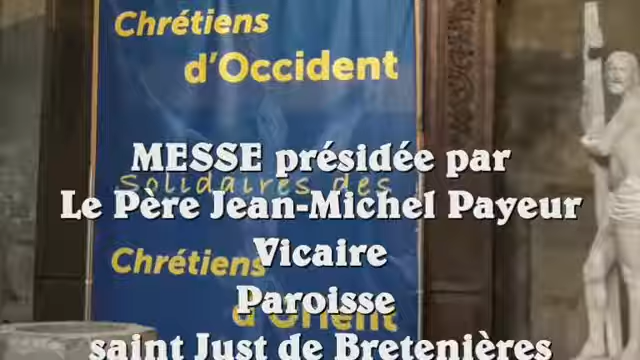 Chrétiens
d'Occident
MESSE présidée par
Solidaires des
Le Père Jean-Michel Payeur
Vicaire
Chrétiens
Paroisse
d'Orient
saint Just de Bretenières